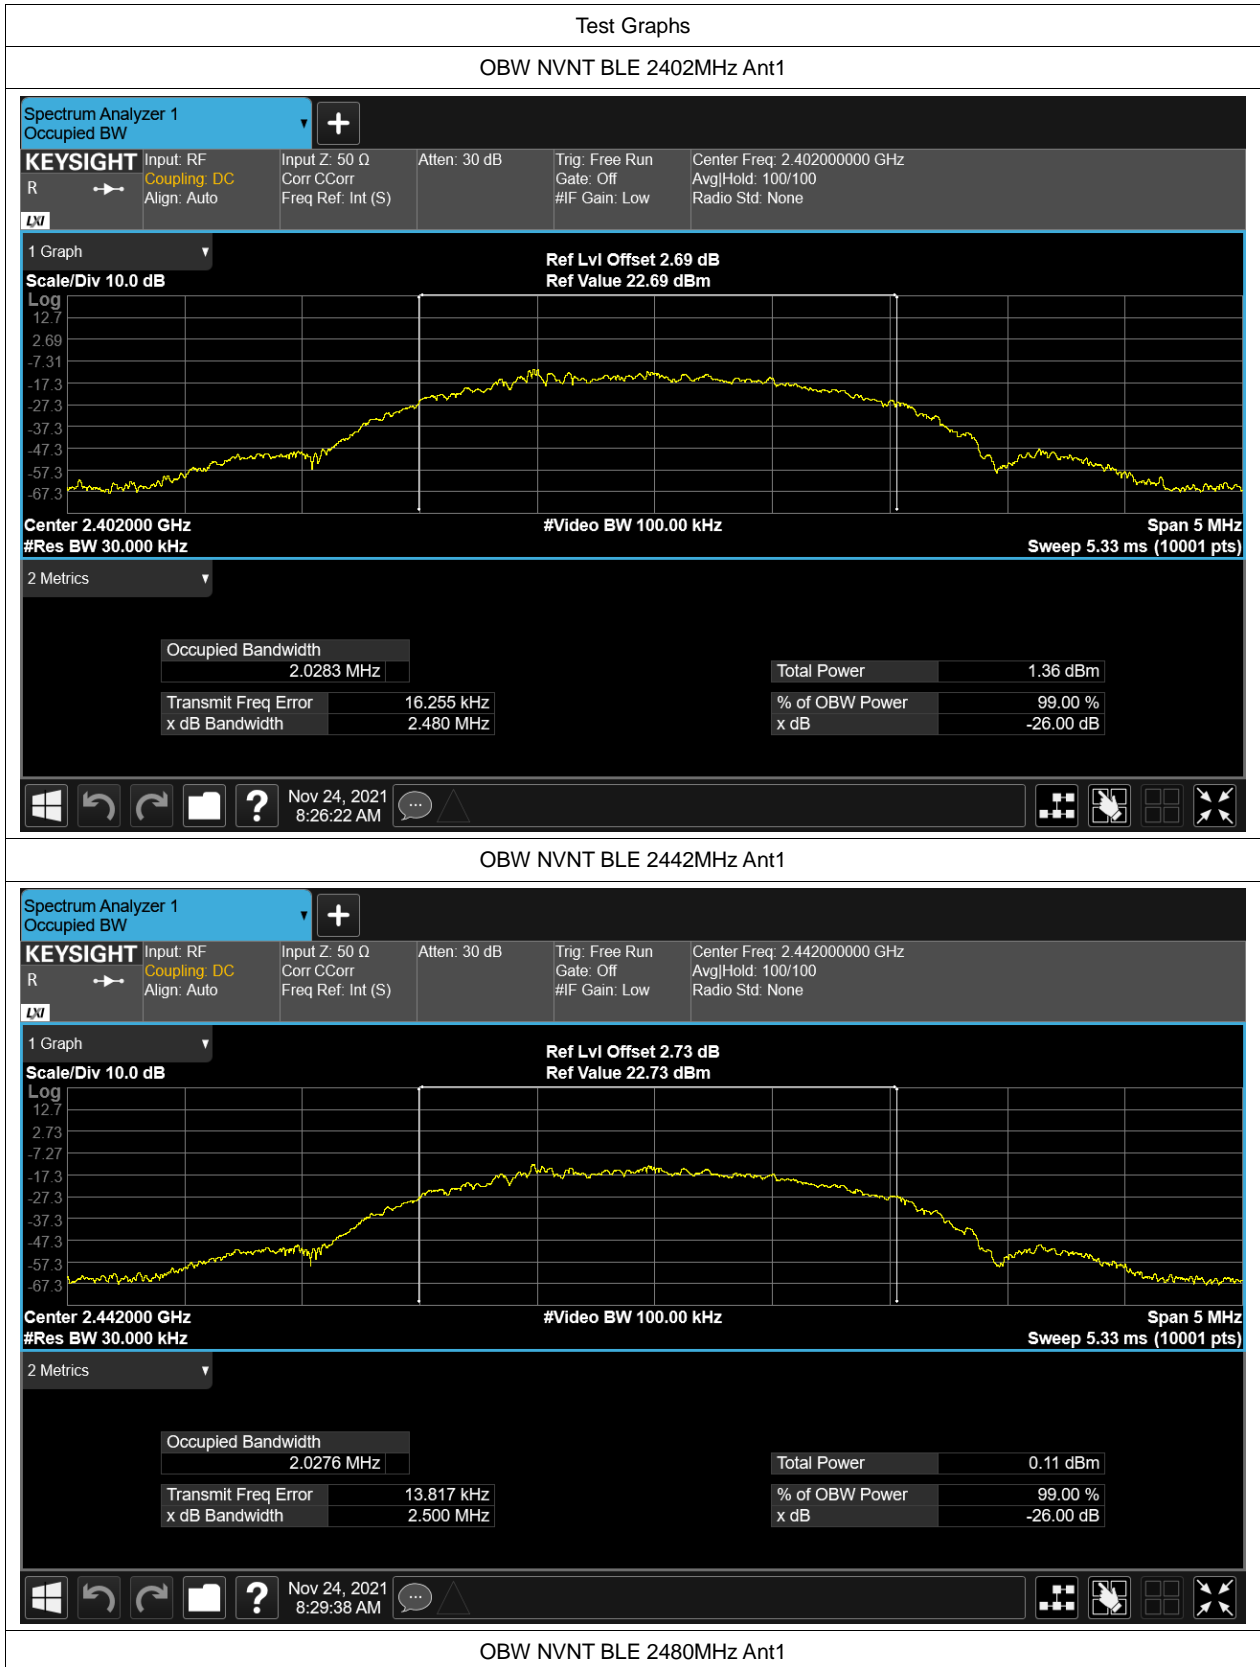 Test Graphs
OBW NVNT BLE 2402MHz Ant1
Spectrum Analyzer 1
Occupied BW
KEYSIGHT
R
LXI
Input: RF
Coupling: DC
Align: Auto
Input Z: 50 Ω
Corr CCorr
Freq Ref: Int (S)
Atten: 30 dB
Trig: Free Run
Gate: Off
#IF Gain: Low
Center Freq: 2.402000000 GHz
Avg|Hold: 100/100
Radio Std: None
1 Graph
Scale/Div 10.0 dB
Ref Lvl Offset 2.69 dB
Ref Value 22.69 dBm
Log
12.7
2.69
-7.31
-17.3
-27.3
-37.3
-47.3
-57.3
-67.3
Center 2.402000 GHz
#Video BW 100.00 kHz
Span 5 MHz
#Res BW 30.000 kHz
Sweep 5.33 ms (10001 pts)
2 Metrics
Occupied Bandwidth
2.0283 MHz
Total Power 1.36 dBm
Transmit Freq Error 16.255 kHz
% of OBW Power 99.00 %
x dB Bandwidth 2.480 MHz
x dB -26.00 dB
?
Nov 24, 2021
8:26:22 AM
OBW NVNT BLE 2442MHz Ant1
Spectrum Analyzer 1
Occupied BW
KEYSIGHT
R
LXI
Input: RF
Coupling: DC
Align: Auto
Input Z: 50 Ω
Corr CCorr
Freq Ref: Int (S)
Atten: 30 dB
Trig: Free Run
Gate: Off
#IF Gain: Low
Center Freq: 2.442000000 GHz
Avg|Hold: 100/100
Radio Std: None
1 Graph
Scale/Div 10.0 dB
Ref Lvl Offset 2.73 dB
Ref Value 22.73 dBm
Log
12.7
2.73
-7.27
-17.3
-27.3
-37.3
-47.3
-57.3
-67.3
Center 2.442000 GHz
#Video BW 100.00 kHz
Span 5 MHz
#Res BW 30.000 kHz
Sweep 5.33 ms (10001 pts)
2 Metrics
Occupied Bandwidth
2.0276 MHz
Total Power 0.11 dBm
Transmit Freq Error 13.817 kHz
% of OBW Power 99.00 %
x dB Bandwidth 2.500 MHz
x dB -26.00 dB
?
Nov 24, 2021
8:29:38 AM
OBW NVNT BLE 2480MHz Ant1